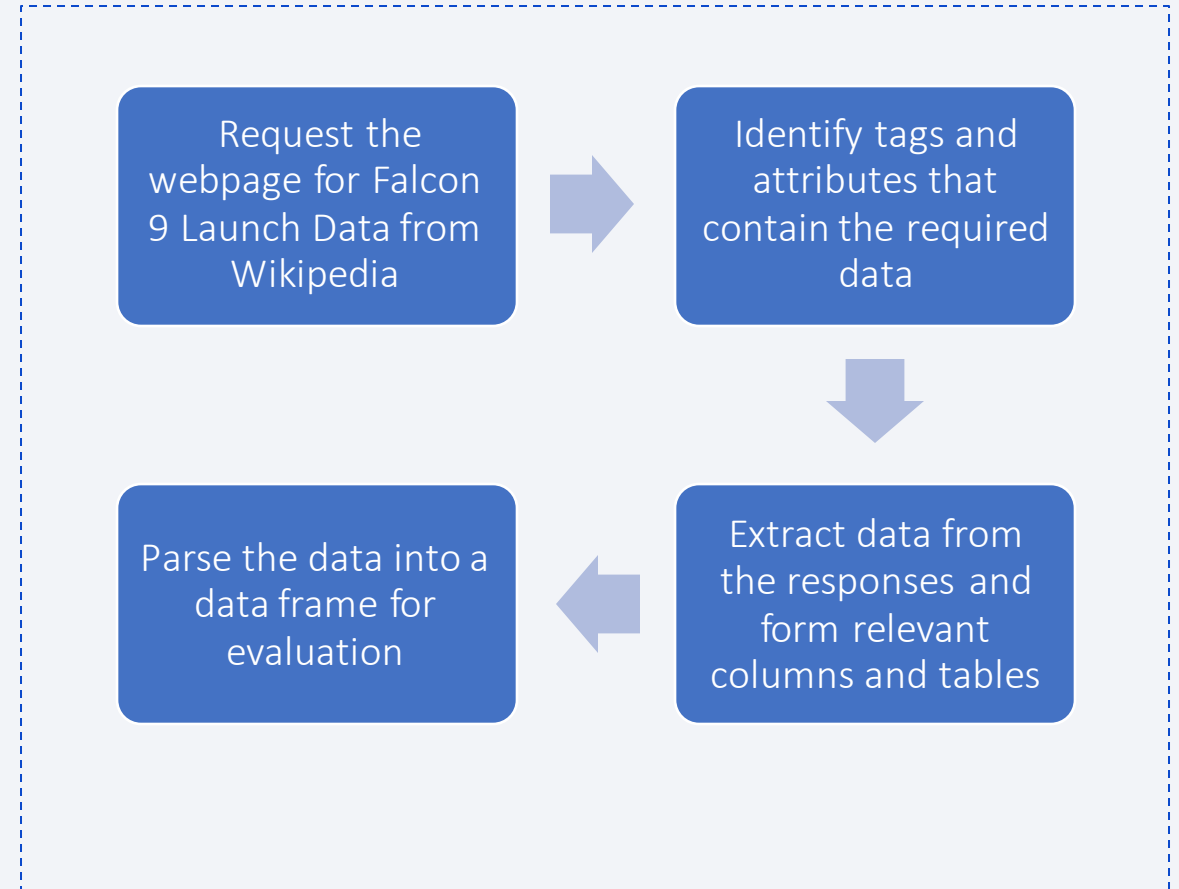 Request the
webpage for Falcon
9 Launch Data from
Wikipedia
Identify tags and
attributes that
contain the required
data
Extract data from
the responses and
form relevant
columns and tables
Parse the data into a
data frame for
evaluation